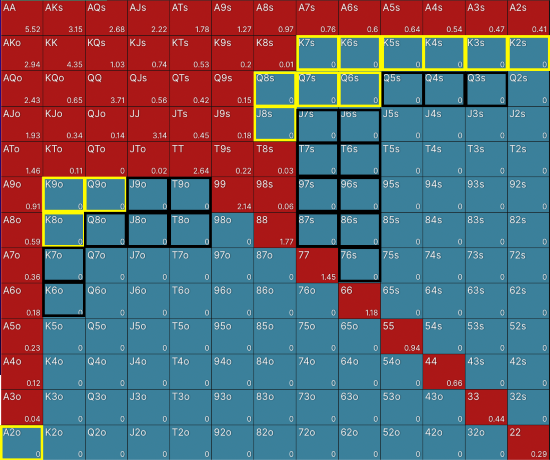 AA AKs AQs AJs ATs A9s A8s A7s A6s A5s A4s A3s A2s
5.52 3.15 2.68 2.22 1.78 1.27 0.97 0.76 0.6 0.64 0.54 0.47 0.41
AKo KK KQs KJs KTs K9s K8s K7s K6s K5s K4s K3s K2s
2.94 4.35 1.03 0.74 0.53 0.2 0.01 0 0 0 0 0 0
AQo KQo QQ QJs QTs Q9s Q8s Q7s Q6s Q5s Q4s Q3s Q2s
2.43 0.65 3.71 0.56 0.42 0.15 0 0 0 0 0 0 0
AJo KJo QJo JJ JTs J9s J8s J7s J6s J5s J4s J3s J2s
1.93 0.34 0.14 3.14 0.45 0.18 0 0 0 0 0 0 0
ATo KTo QTo JTo TT T9s T8s T7s T6s T5s T4s T3s T2s
1.46 0.11 0 0.02 2.64 0.22 0.03 0 0 0 0 0 0
A9o K9o Q9o J9o T9o 99 98s 97s 96s 95s 94s 93s 92s
0.91 0 0 0 0 2.14 0.06 0 0 0 0 0 0
A8o K8o Q8o J8o T8o 98o 88 87s 86s 85s 84s 83s 82s
0.59 0 0 0 0 0 1.77 0 0 0 0 0 0
A7o K7o Q7o J7o T7o 97o 87o 77 76s 75s 74s 73s 72s
0.36 0 0 0 0 0 0 1.45 0 0 0 0 0
A6o K6o Q6o J6o T6o 96o 86o 76o 66 65s 64s 63s 62s
0.18 0 0 0 0 0 0 0 1.18 0 0 0 0
A5o K5o Q5o J5o T5o 95o 85o 75o 65o 55 54s 53s 52s
0.23 0 0 0 0 0 0 0 0 0.94 0 0 0
A4o K4o Q4o J4o T4o 94o 84o 74o 64o 54o 44 43s 42s
0.12 0 0 0 0 0 0 0 0 0 0.66 0 0
A3o K3o Q3o J3o T3o 93o 83o 73o 63o 53o 43o 33 32s
0.04 0 0 0 0 0 0 0 0 0 0 0.44 0
A2o K2o Q2o J2o T2o 92o 82o 72o 62o 52o 42o 32o 22
0 0 0 0 0 0 0 0 0 0 0 0 0.29